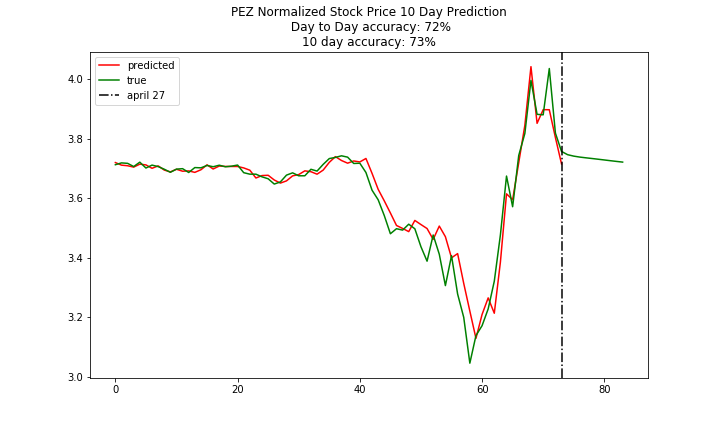 PEZ Normalized Stock Price 10 Day Prediction
Day to Day accuracy: 72%
10 day accuracy: 73%
predicted
true
april 27
4.0
3.8
3.6
3.4
3.2
3.0
0 20 40 60 80